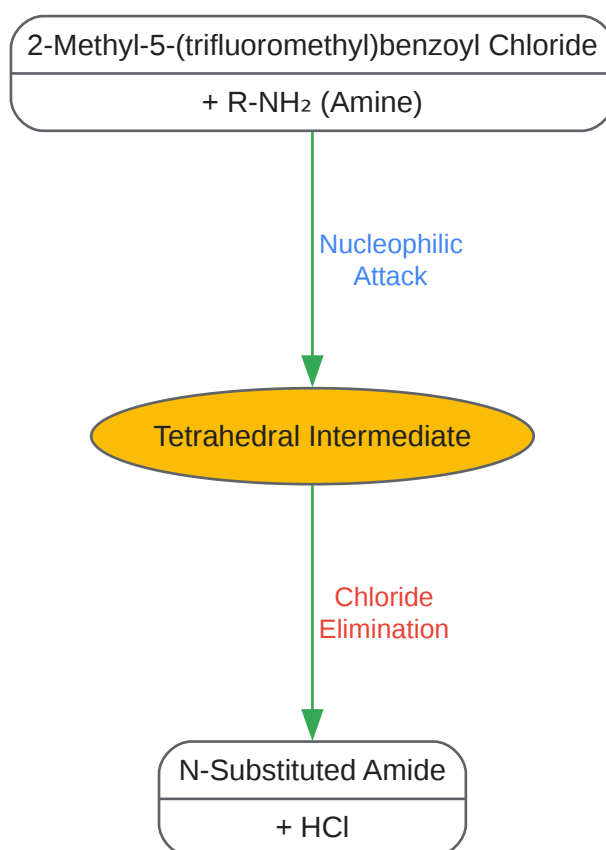 2-Methyl-5-(trifluoromethyl)benzoyl Chloride
+ R-NH₂ (Amine)
Nucleophilic
Attack
Tetrahedral Intermediate
Chloride
Elimination
N-Substituted Amide
+ HCl